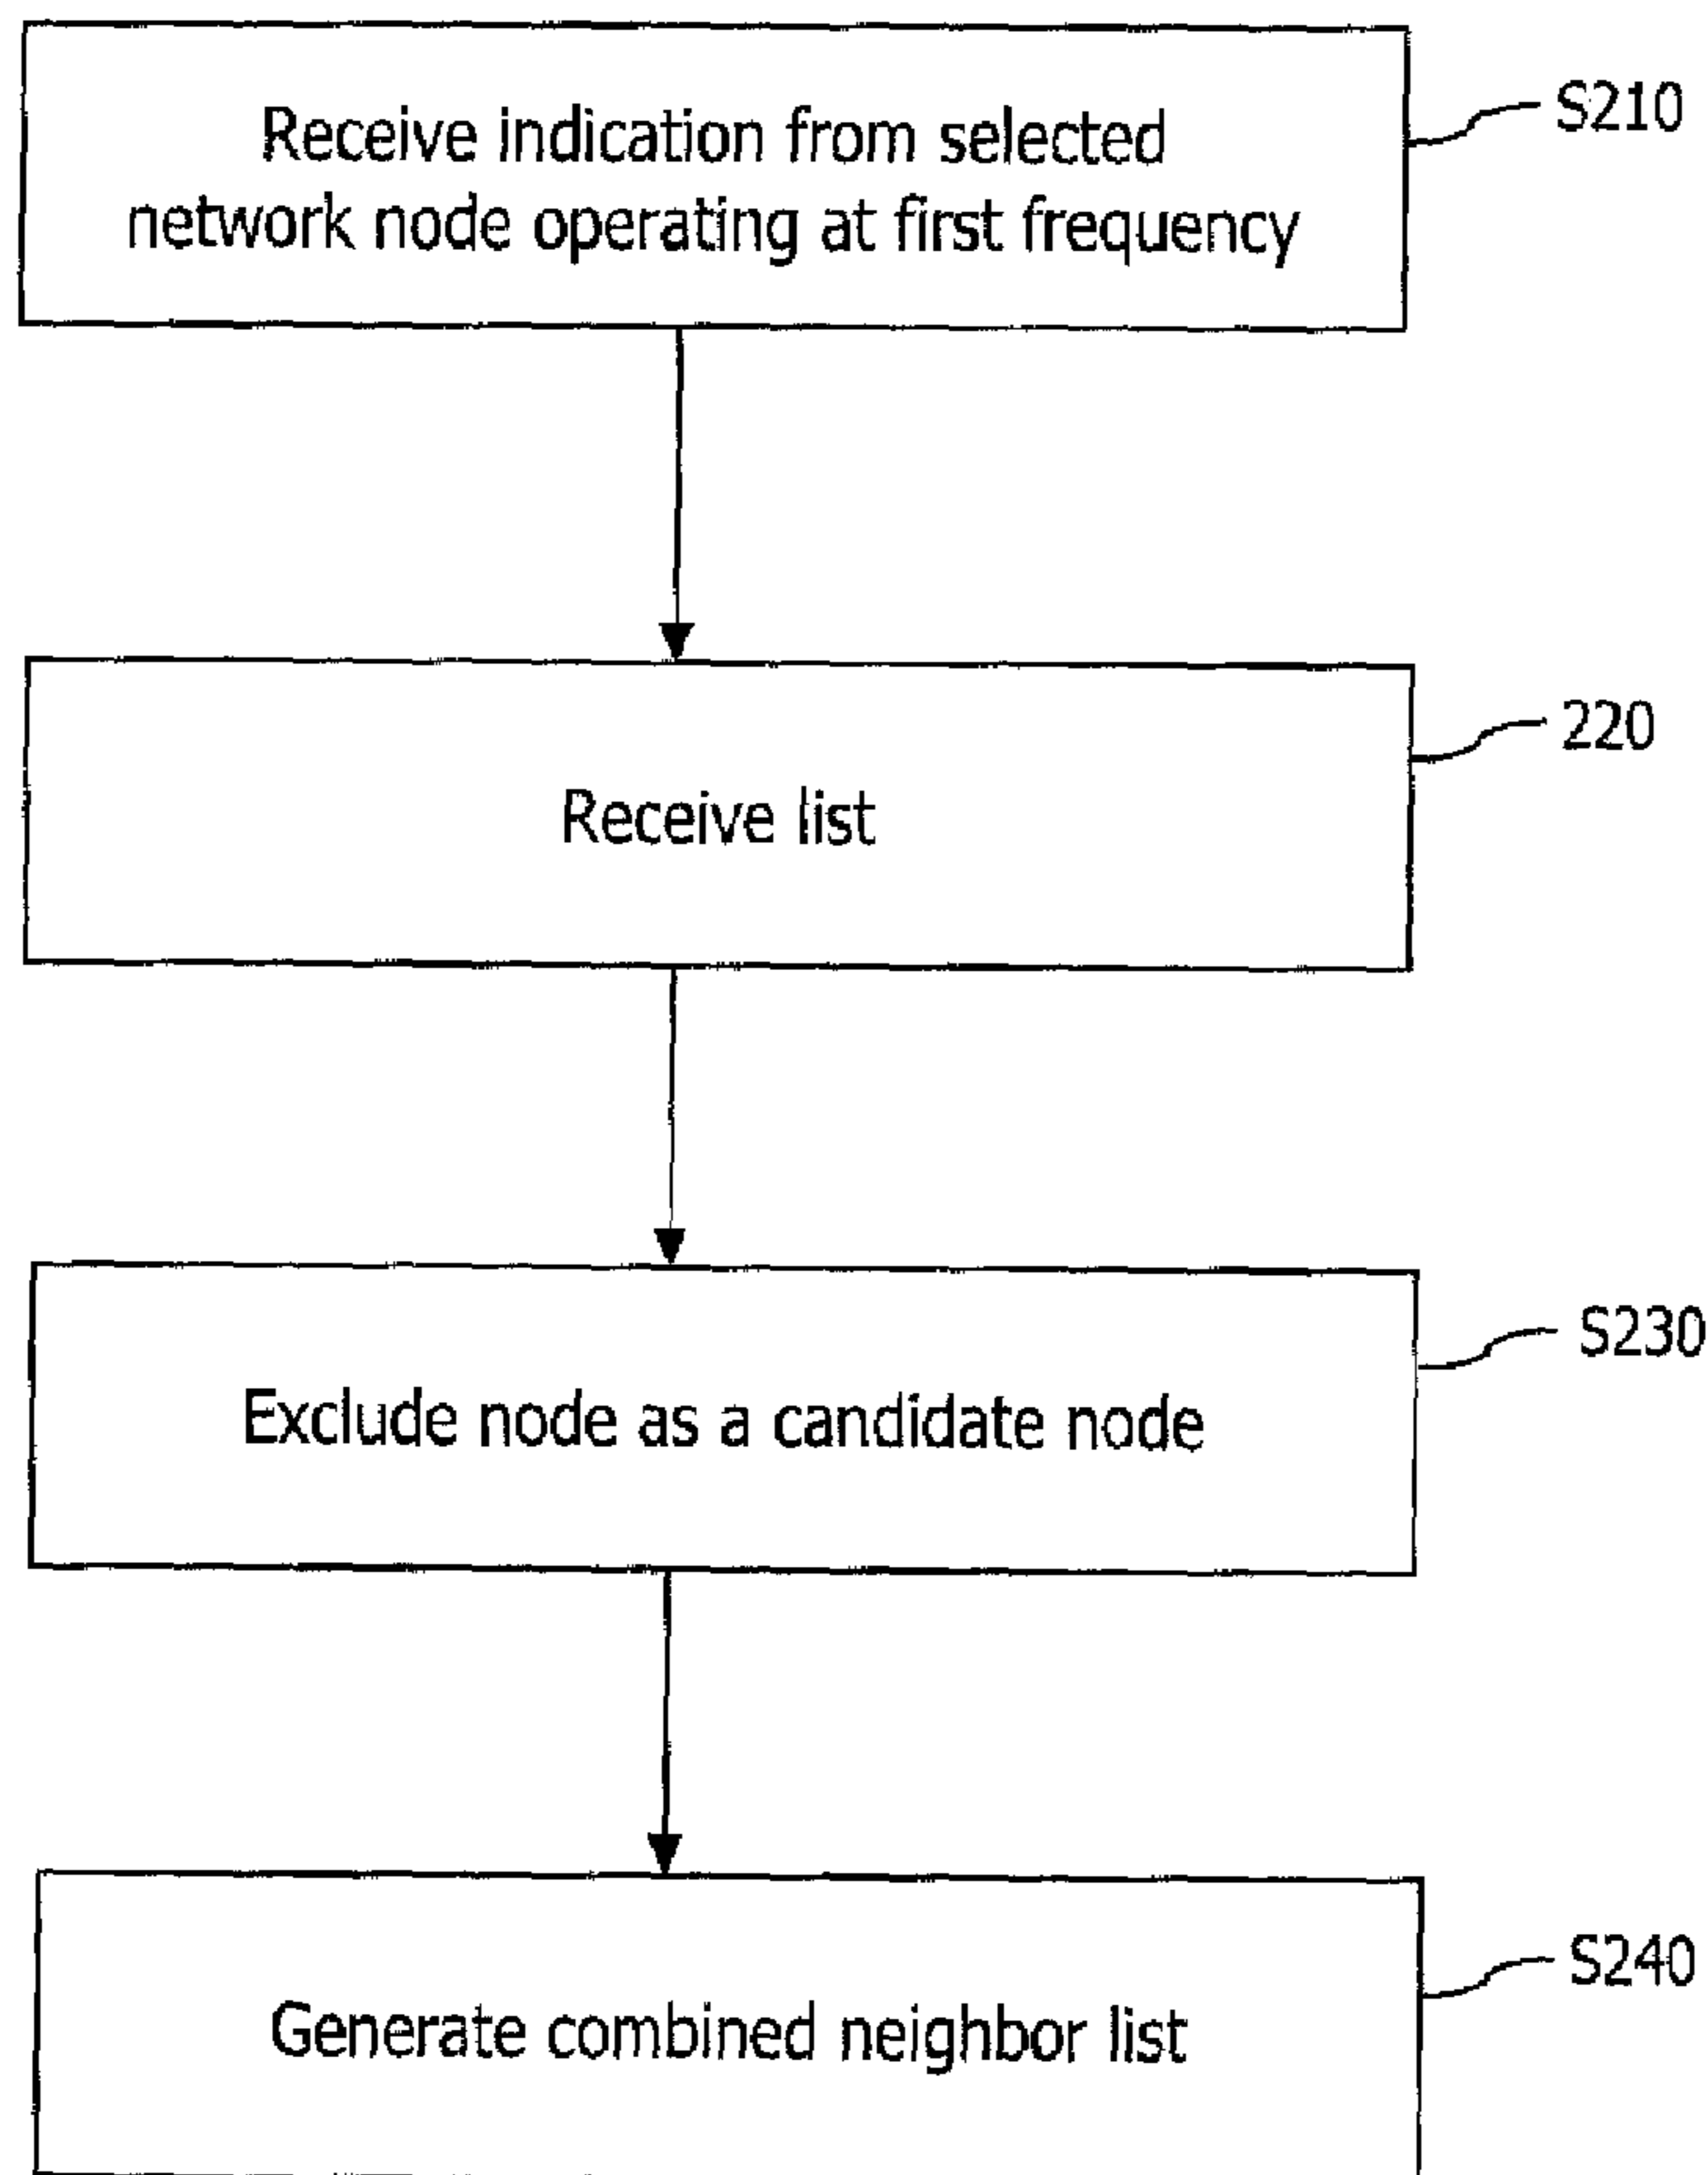 Receive indication from selected
network node operating at first frequency
S210
Receive list
220
Exclude node as a candidate node
S230
Generate combined neighbor list
S240